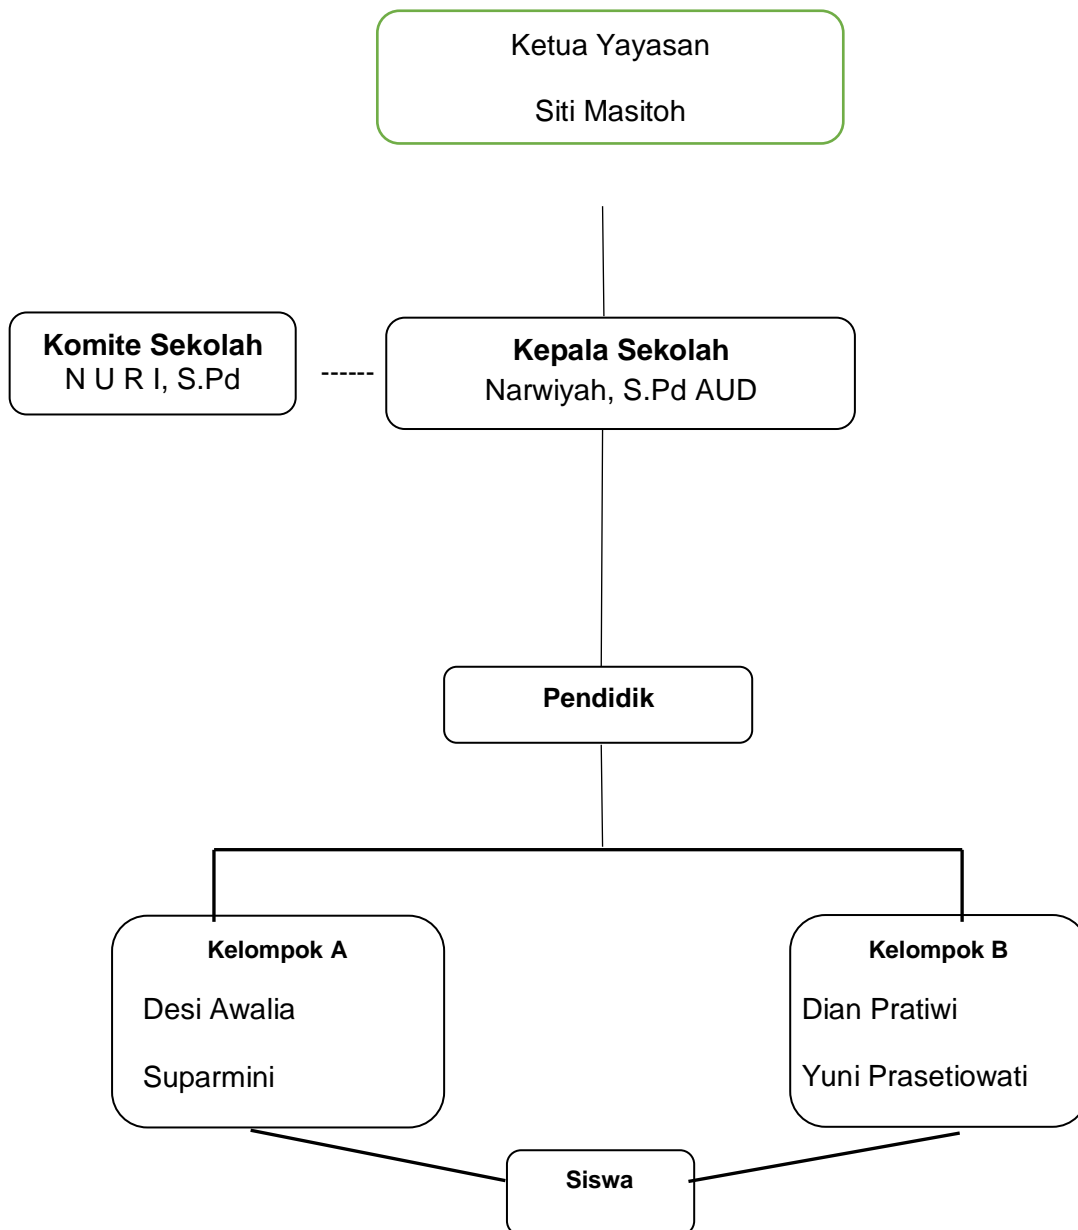 Ketua Yayasan
Siti Masitoh
Komite Sekolah
N U R I, S.Pd
------
Kepala Sekolah
Narwiyah, S.Pd AUD
Pendidik
Kelompok A
Desi Awalia
Suparmini
Kelompok B
Dian Pratiwi
Yuni Prasetiowati
Siswa